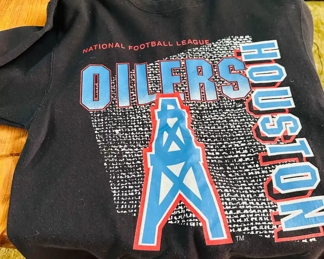 NATIONAL FOOTBALL LEAGUE
OILERS
HOUSTON
TM